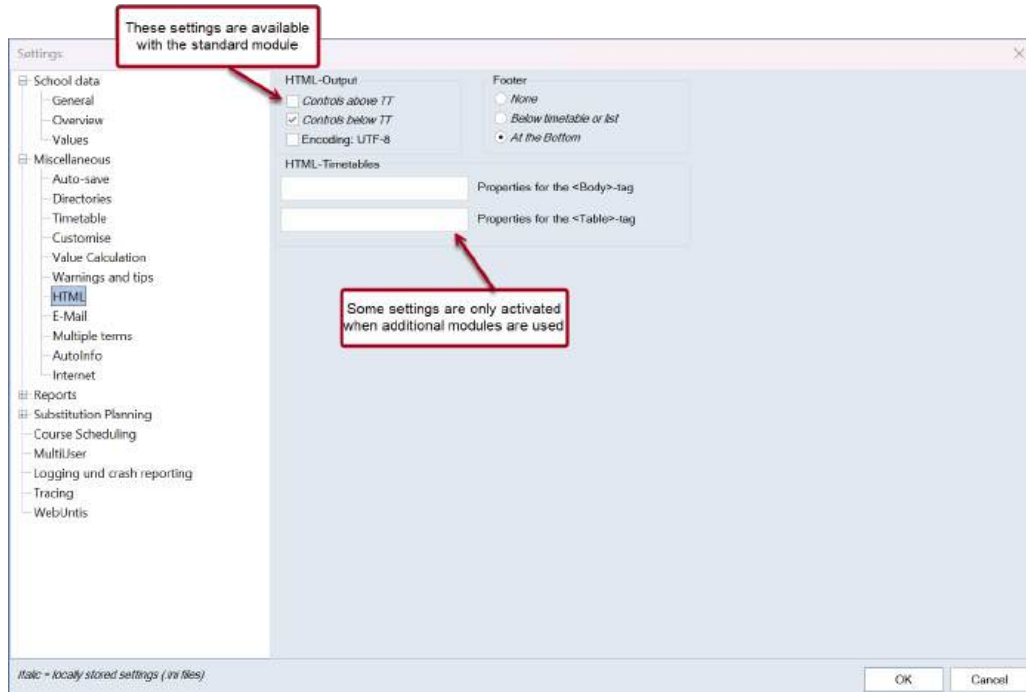 These settings are available
with the standard module
Settings
School data
General
Overview
Values
Miscellaneous
Auto-save
Directories
Timetable
Customise
Value Calculation
Warnings and tips
HTML
E-Mail
Multiple terms
AutoInfo
Internet
Reports
Substitution Planning
Course Scheduling
MultiUser
Logging und crash reporting
Tracing
WebUntis
HTML-Output
Controls above TT
Controls below TT
Encoding: UTF-8
Footer
None
Below timetable or list
At the Bottom
HTML-Timetables
Properties for the <Body>-tag
Properties for the <Table>-tag
Some settings are only activated
when additional modules are used
Italic = locally stored settings (.ini files)
OK
Cancel